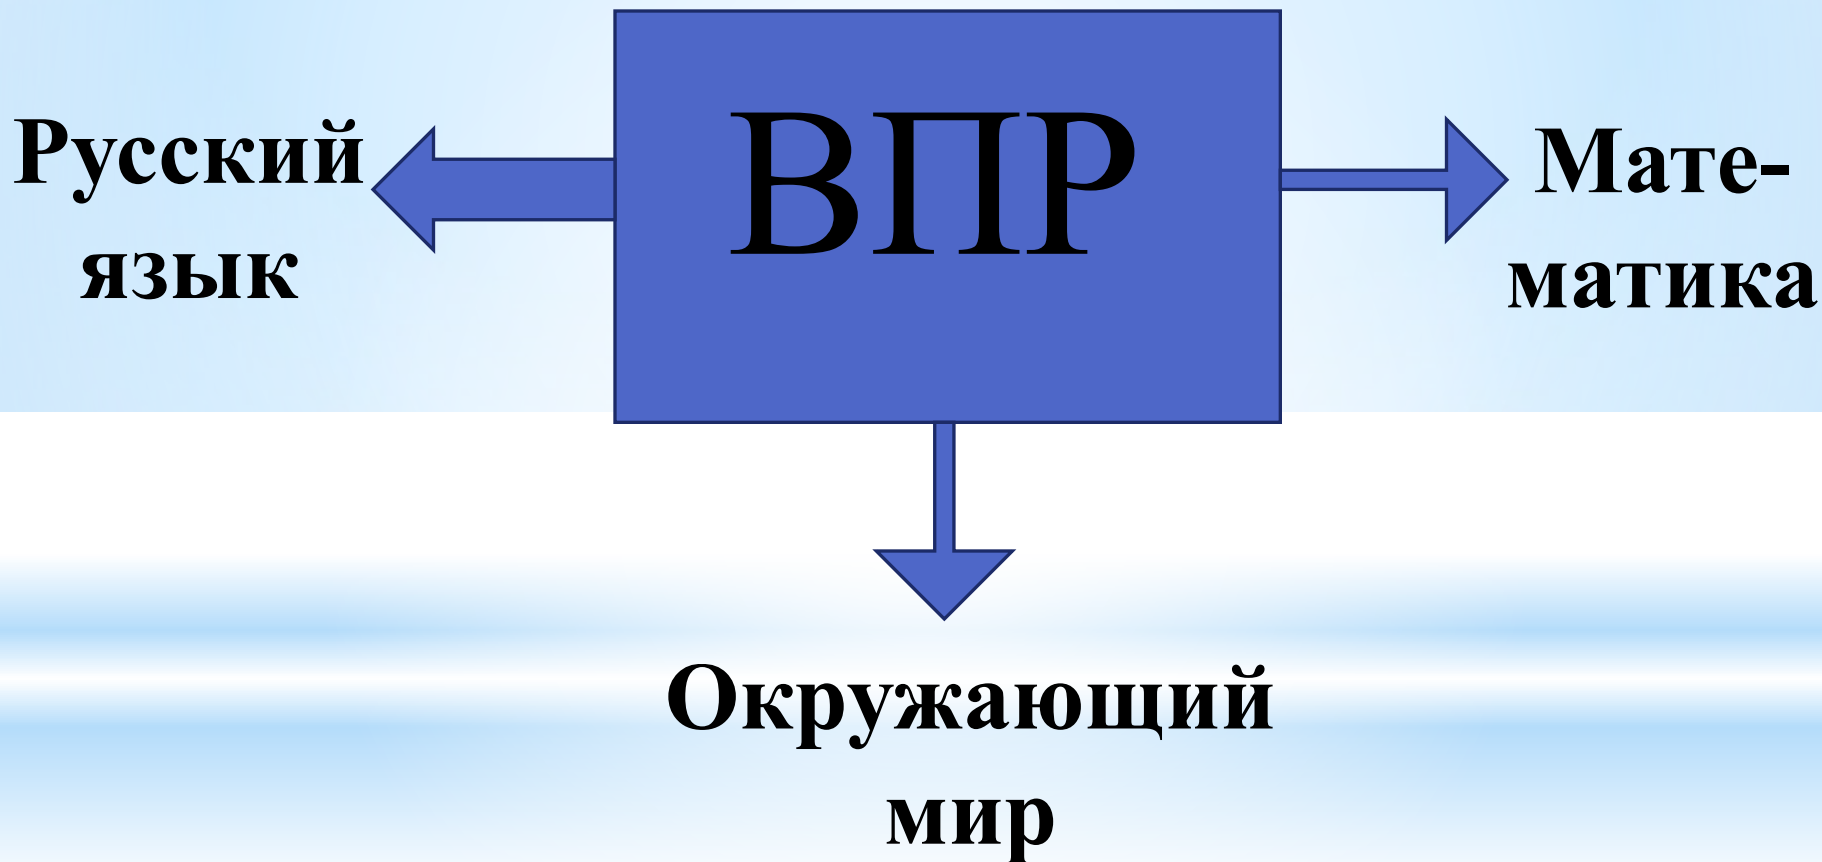 ВПР
Русский
язык
Мате-
матика
Окружающий
мир